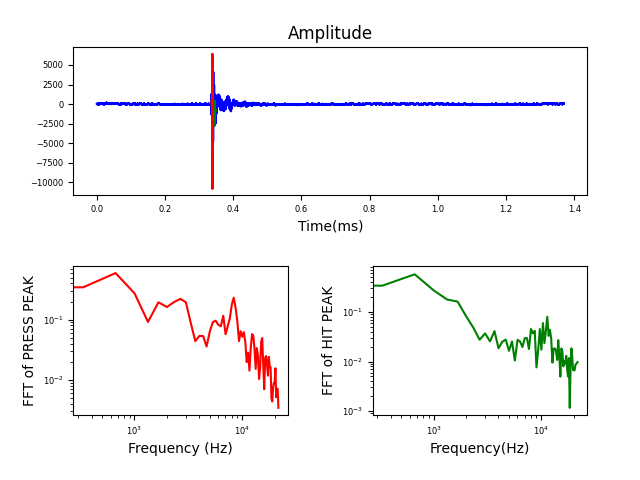 Amplitude
5000
2500
0
−2500
−5000
−7500
−10000
0.0 0.2 0.4 0.6 0.8 1.0 1.2 1.4
Time(ms)
FFT of PRESS PEAK
10⁻¹
10⁻²
10³ 10⁴
Frequency (Hz)
FFT of HIT PEAK
10⁻¹
10⁻²
10⁻³
10³ 10⁴
Frequency(Hz)